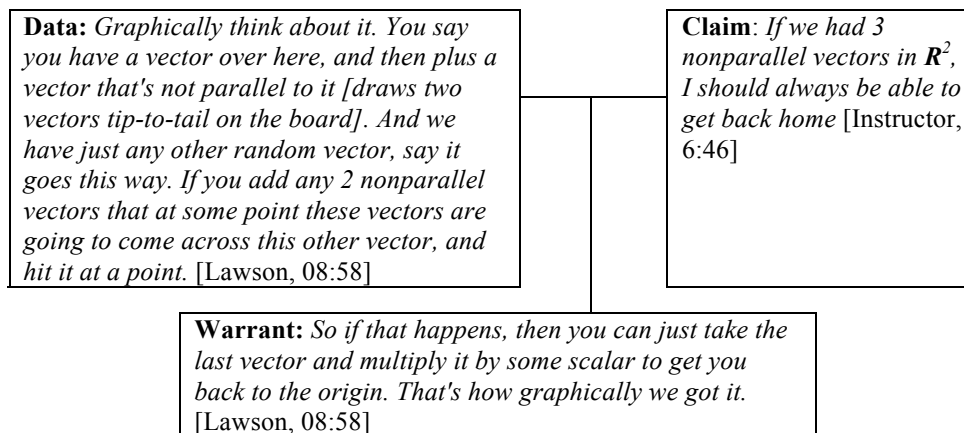 Data: Graphically think about it. You say
you have a vector over here, and then plus a
vector that's not parallel to it [draws two
vectors tip-to-tail on the board]. And we
have just any other random vector, say it
goes this way. If you add any 2 nonparallel
vectors that at some point these vectors are
going to come across this other vector, and
hit it at a point. [Lawson, 08:58]
Claim: If we had 3
nonparallel vectors in R²,
I should always be able to
get back home [Instructor,
6:46]
Warrant: So if that happens, then you can just take the
last vector and multiply it by some scalar to get you
back to the origin. That's how graphically we got it.
[Lawson, 08:58]